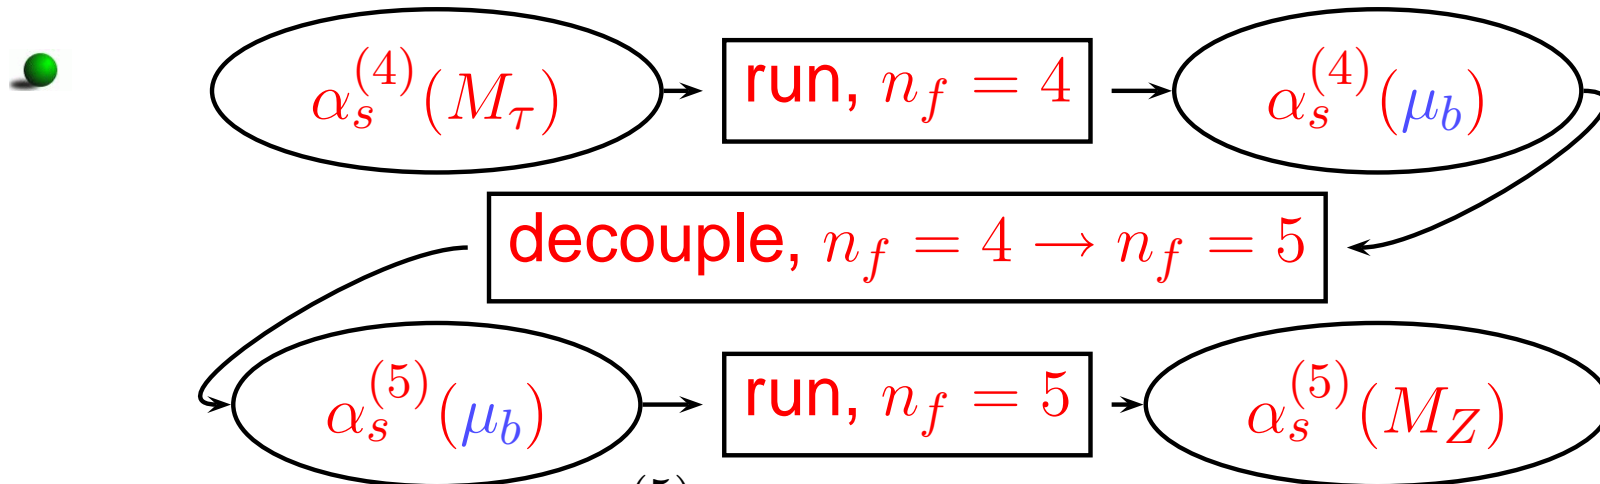 α_s^{(4)}(M_τ) run, n_f = 4 α_s^{(4)}(μ_b)
decouple, n_f = 4 → n_f = 5
α_s^{(5)}(μ_b) run, n_f = 5 α_s^{(5)}(M_Z)
(5)